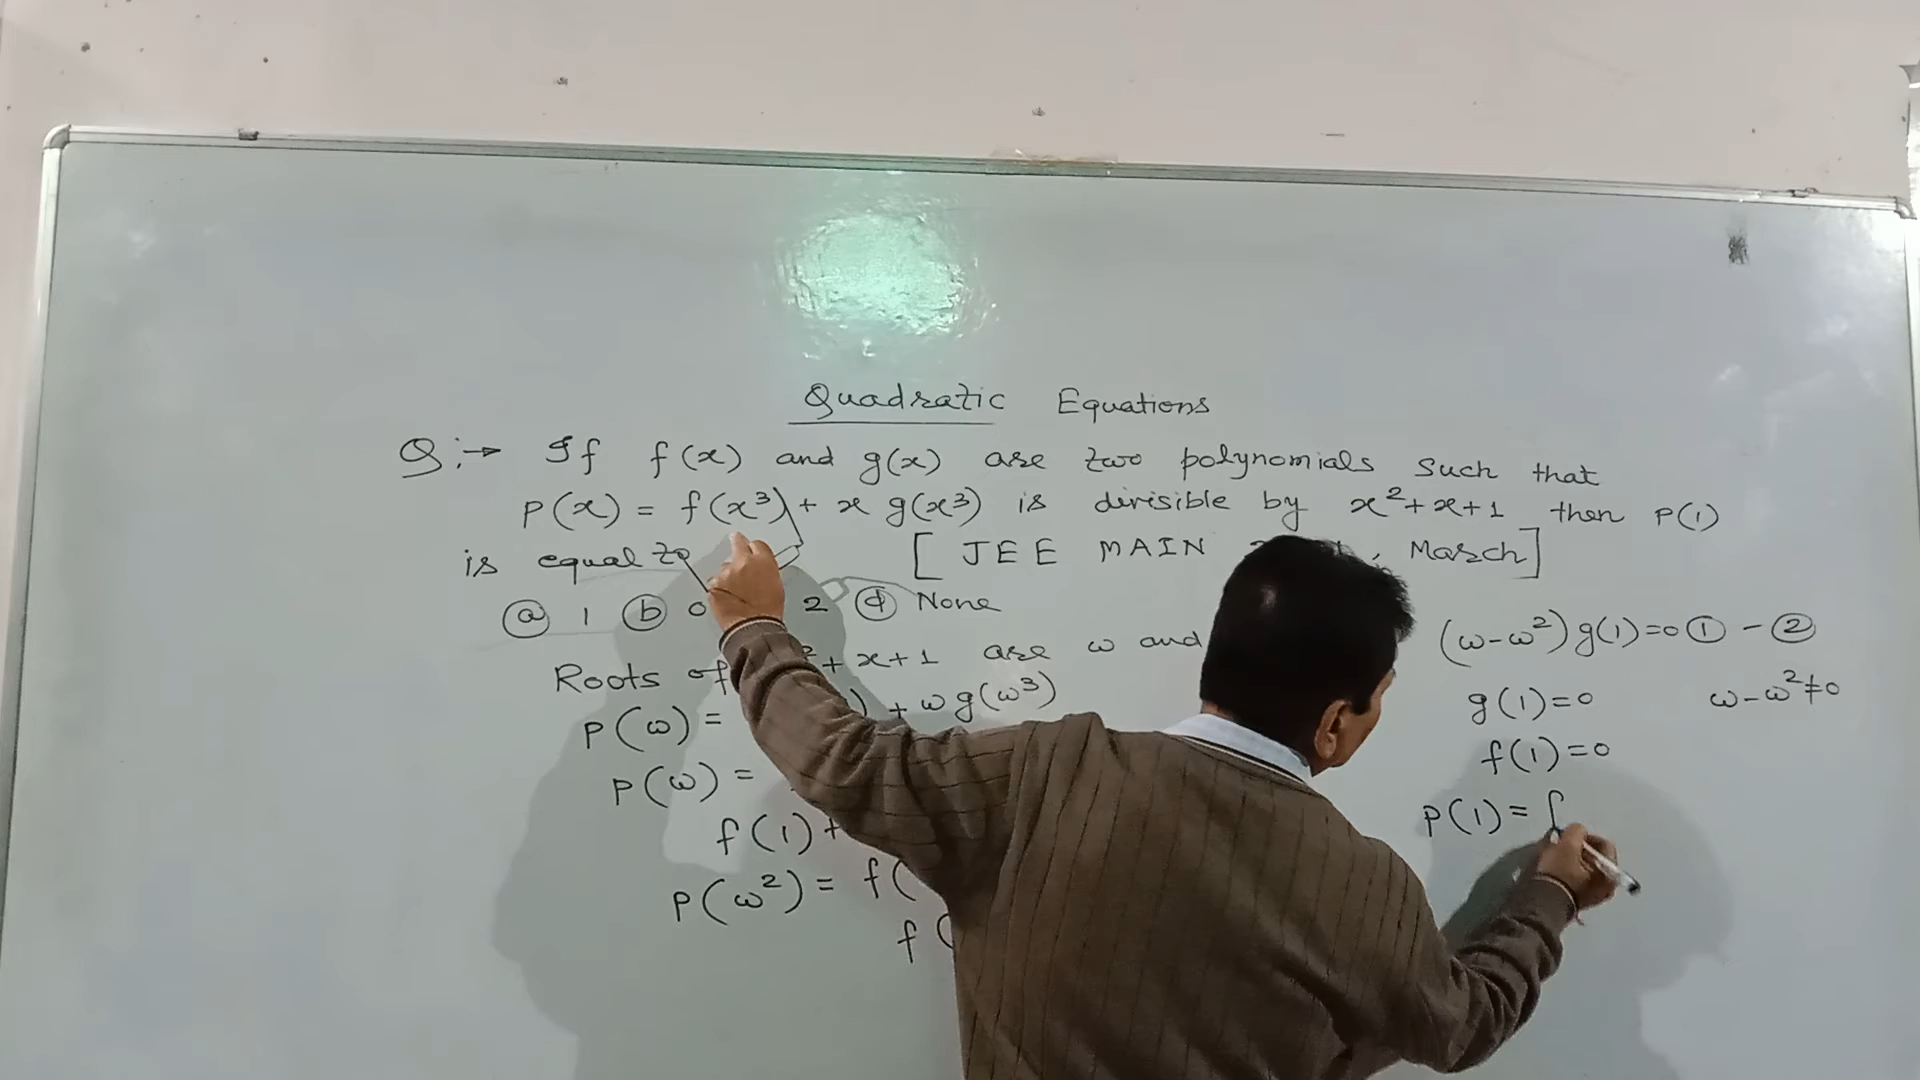 Quadratic Equations
Q :→ If f(x) and g(x) are two polynomials such that
P(x) = f(x³) + x g(x³) is divisible by x²+x+1 then P(1)
is equal to [ JEE MAIN , March ]
(a) 1 (b) 0 2 (d) None
Roots of ²+x+1 are ω and
P(ω) = ) + ω g(ω³)
P(ω) =
f(1) +
P(ω²) = f(
f(
(ω-ω²) g(1)=0 ① - ②
g(1)=0 ω-ω²≠0
f(1)=0
P(1)= f